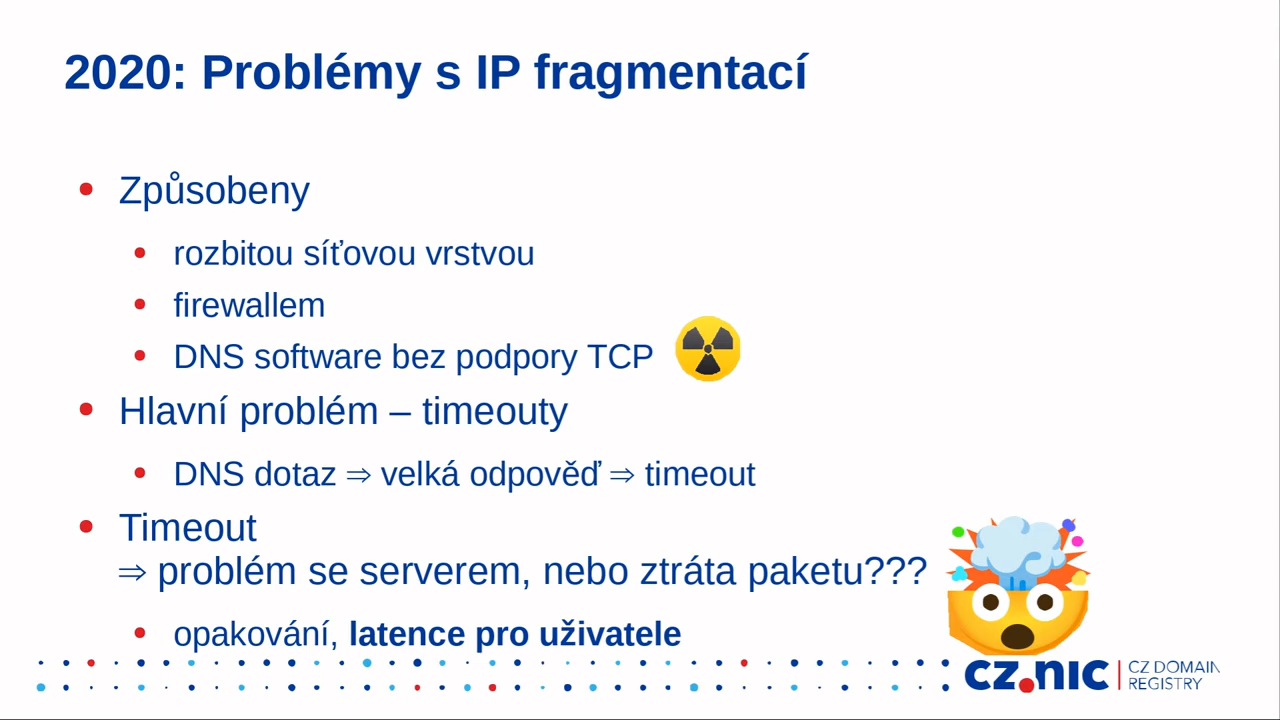 2020: Problémy s IP fragmentací
• Způsobeny
• rozbitou síťovou vrstvou
• firewallem
• DNS software bez podpory TCP
• Hlavní problém – timeouty
• DNS dotaz ⇒ velká odpověď ⇒ timeout
• Timeout
⇒ problém se serverem, nebo ztráta paketu???
• opakování, latence pro uživatele
CZ.NIC | CZ DOMAIN
REGISTRY